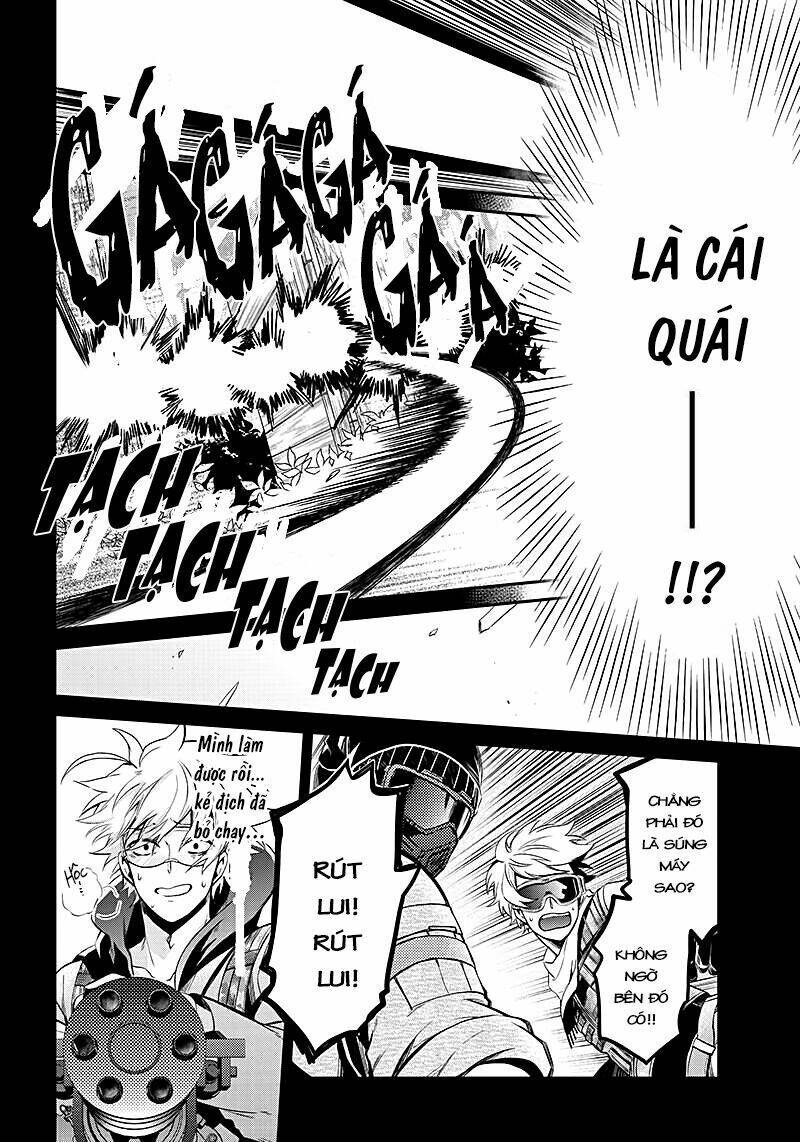 LÀ CÁI
QUÁI
—
!!?
GÁGÁGÁ
GÁÁ
TẠCH
TẠCH
TẠCH
TẠCH
CHẲNG
PHẢI ĐÓ
LÀ SÚNG
MÁY
SAO?
KHÔNG
NGỜ
BÊN ĐÓ
CÓ!!
RÚT
LUI!
RÚT
LUI!
Mình làm
được rồi...
kẻ địch đã
bỏ chạy...
HỘC